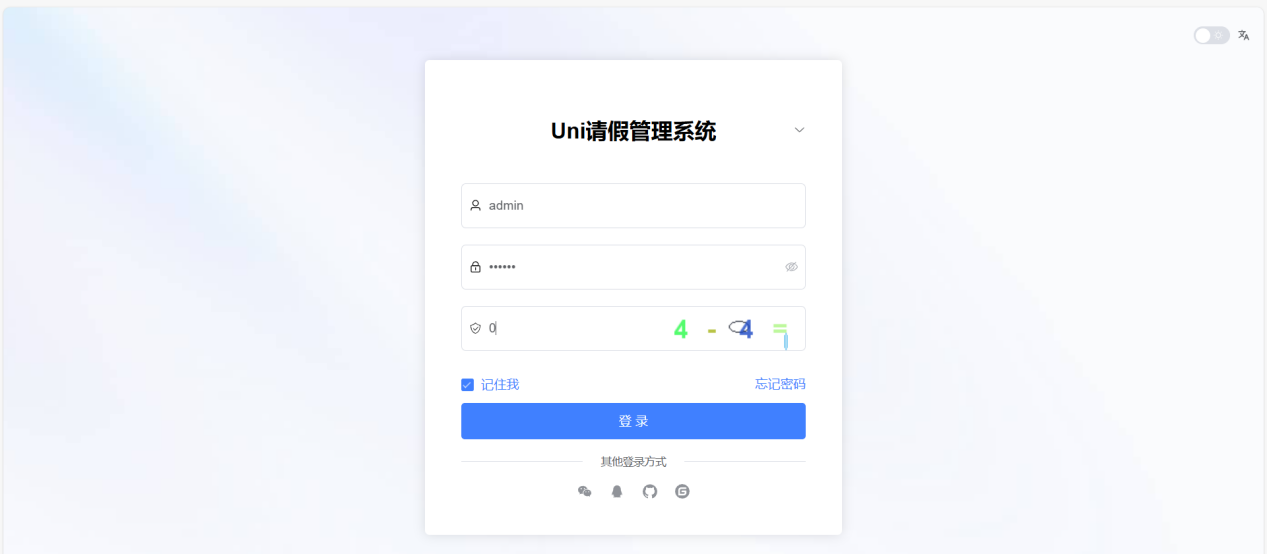 Uni请假管理系统
admin
••••••
0 4 - 4 =
记住我 忘记密码
登 录
其他登录方式